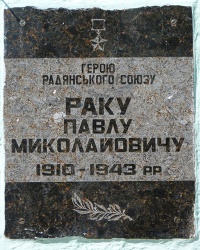 ГЕРОЮ
РАДЯНСЬКОГО СОЮЗУ
РАКУ
ПАВЛУ
МИКОЛАЙОВИЧУ
1910-1943 РР